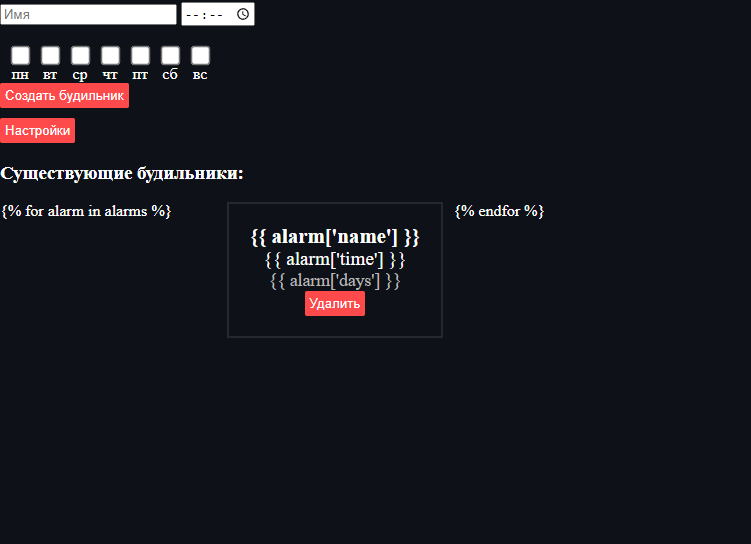 Имя --:--
пн вт ср чт пт сб вс
Создать будильник
Настройки
Существующие будильники:
{% for alarm in alarms %}
{{ alarm['name'] }}
{{ alarm['time'] }}
{{ alarm['days'] }}
Удалить
{% endfor %}